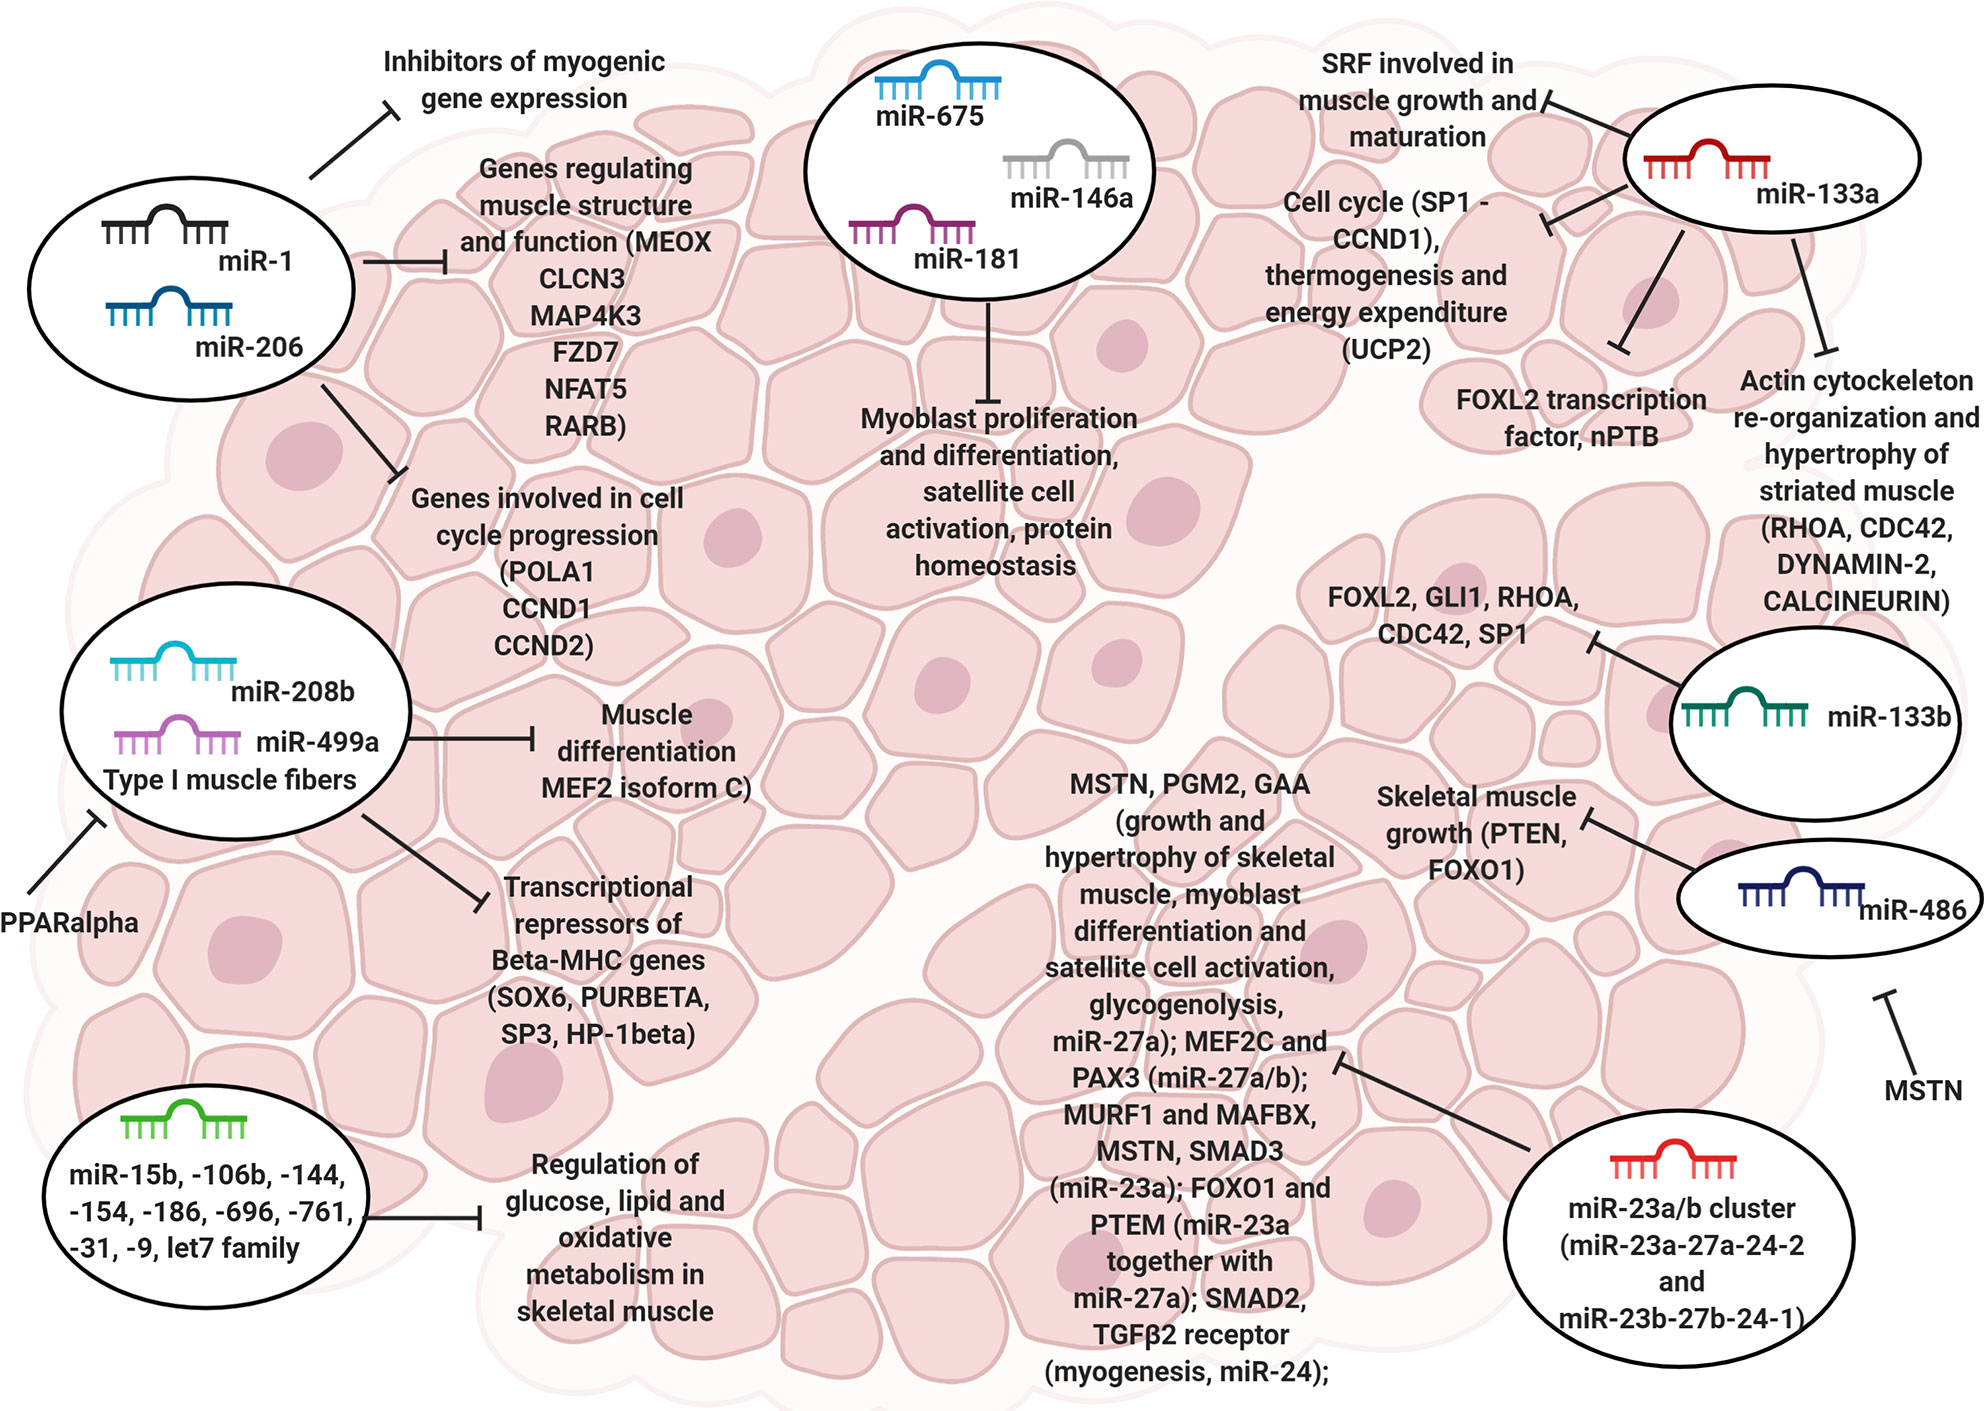 Inhibitors of myogenic
gene expression
miR-1
miR-206
Genes regulating
muscle structure
and function (MEOX
CLCN3
MAP4K3
FZD7
NFAT5
RARB)
Genes involved in cell
cycle progression
(POLA1
CCND1
CCND2)
miR-675
miR-146a
miR-181
Myoblast proliferation
and differentiation,
satellite cell
activation, protein
homeostasis
SRF involved in
muscle growth and
maturation
miR-133a
Cell cycle (SP1 -
CCND1),
thermogenesis and
energy expenditure
(UCP2)
FOXL2 transcription
factor, nPTB
Actin cytockeleton
re-organization and
hypertrophy of
striated muscle
(RHOA, CDC42,
DYNAMIN-2,
CALCINEURIN)
FOXL2, GLI1, RHOA,
CDC42, SP1
miR-133b
miR-208b
miR-499a
Type I muscle fibers
PPARalpha
Muscle
differentiation
MEF2 isoform C)
Transcriptional
repressors of
Beta-MHC genes
(SOX6, PURBETA,
SP3, HP-1beta)
Skeletal muscle
growth (PTEN,
FOXO1)
miR-486
MSTN
miR-15b, -106b, -144,
-154, -186, -696, -761,
-31, -9, let7 family
Regulation of
glucose, lipid and
oxidative
metabolism in
skeletal muscle
MSTN, PGM2, GAA
(growth and
hypertrophy of skeletal
muscle, myoblast
differentiation and
satellite cell activation,
glycogenolysis,
miR-27a); MEF2C and
PAX3 (miR-27a/b);
MURF1 and MAFBX,
MSTN, SMAD3
(miR-23a); FOXO1 and
PTEM (miR-23a
together with
miR-27a); SMAD2,
TGFβ2 receptor
(myogenesis, miR-24);
miR-23a/b cluster
(miR-23a-27a-24-2
and
miR-23b-27b-24-1)